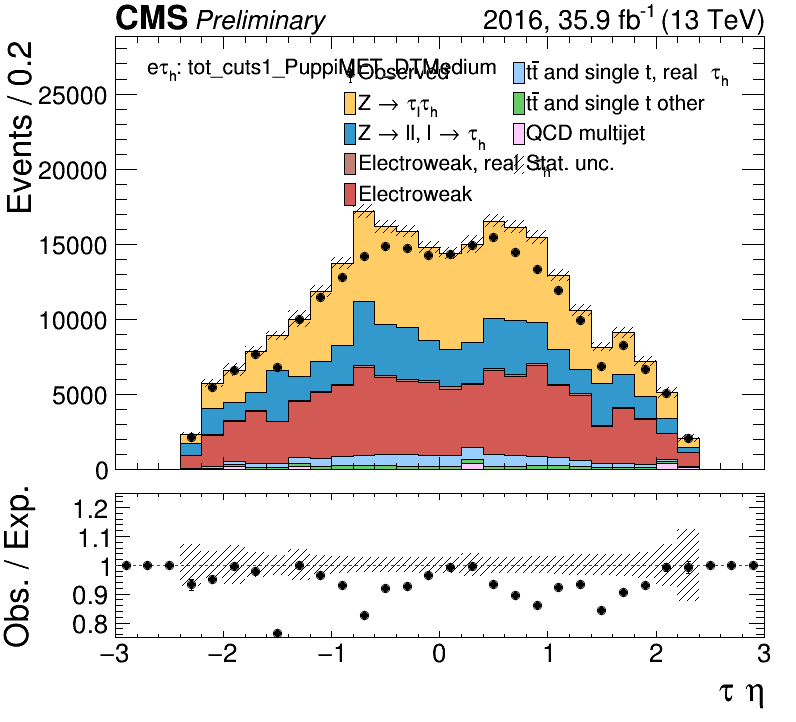 CMS Preliminary 2016, 35.9 fb⁻¹ (13 TeV)
Events / 0.2
eτh: tot_cuts1_PuppiMET_DTMedium
Observed
tt̄ and single t, real τh
Z → τlτh
tt̄ and single t other
Z → ll, l → τh
QCD multijet
Electroweak, real τh
Stat. unc.
Electroweak
25000
20000
15000
10000
5000
0
Obs. / Exp.
1.2
1.1
1
0.9
0.8
−3 −2 −1 0 1 2 3
τ η